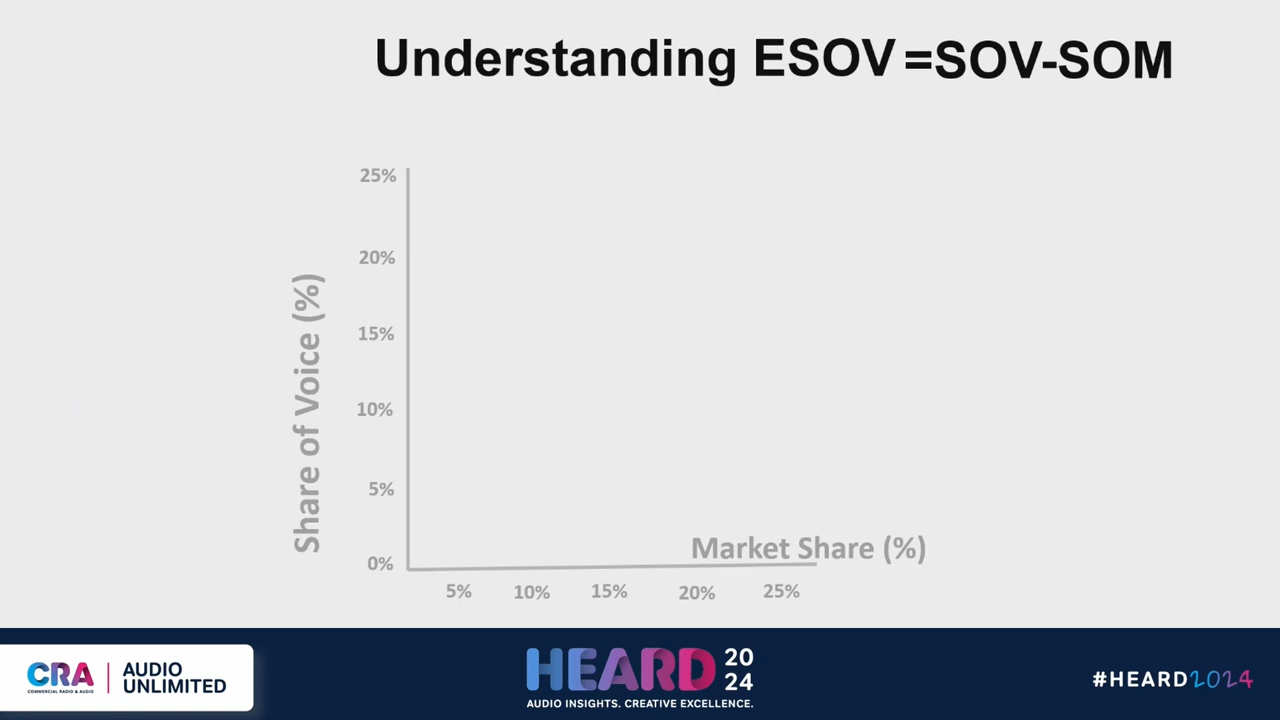 Understanding ESOV =SOV-SOM
25%
20%
15%
10%
5%
0%
Share of Voice (%)
Market Share (%)
5% 10% 15% 20% 25%
CRA
COMMERCIAL RADIO & AUDIO
AUDIO
UNLIMITED
HEARD 20
24
AUDIO INSIGHTS. CREATIVE EXCELLENCE.
#HEARD2024